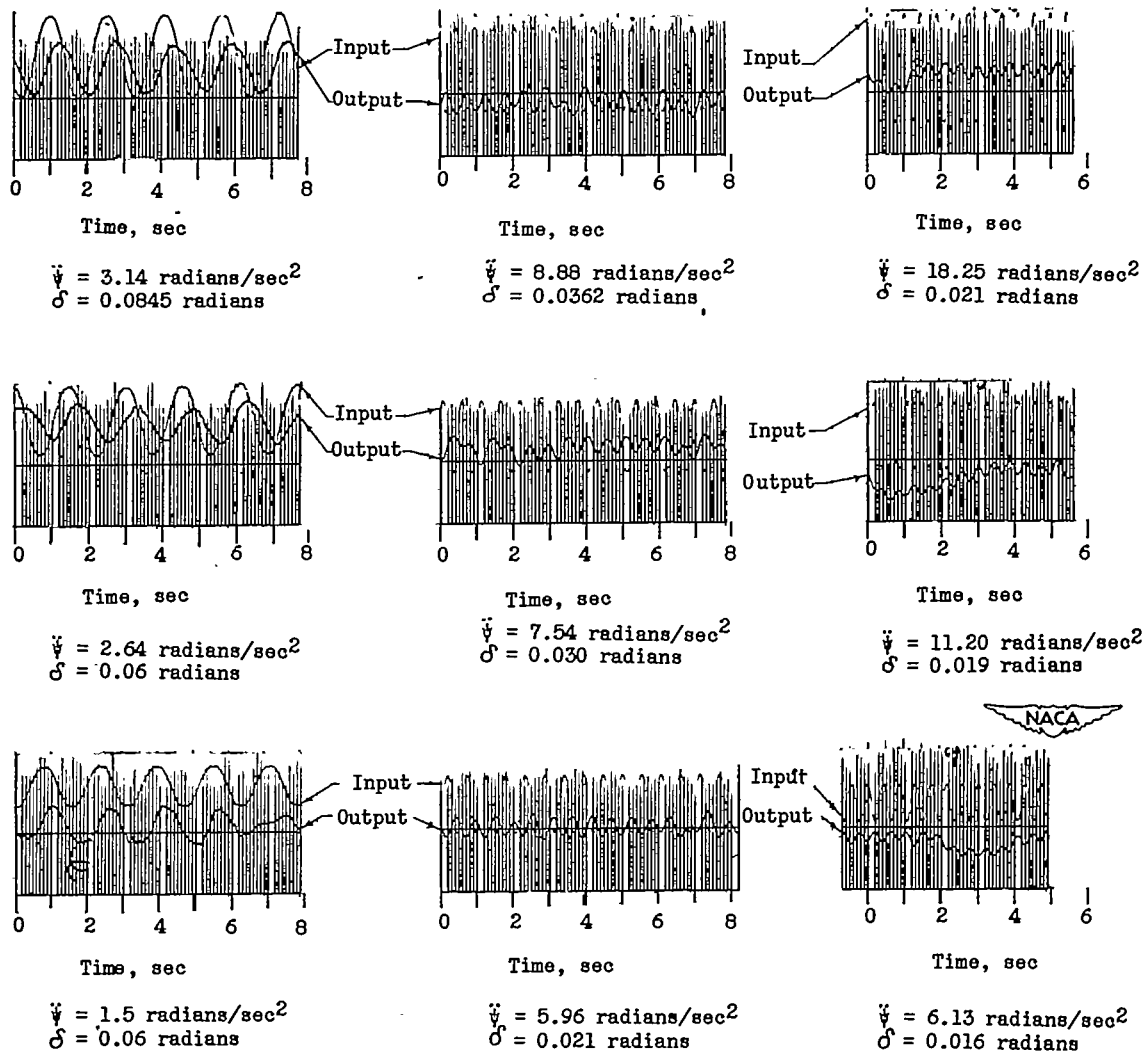 Input
Output
0 2 4 6 8
Time, sec
ψ̈ = 3.14 radians/sec²
δ = 0.0845 radians
0 2 4 6 8
Time, sec
ψ̈ = 8.88 radians/sec²
δ = 0.0362 radians
Input
Output
0 2 4 6
Time, sec
ψ̈ = 18.25 radians/sec²
δ = 0.021 radians
Input
Output
0 2 4 6 8
Time, sec
ψ̈ = 2.64 radians/sec²
δ = 0.06 radians
0 2 4 6 8
Time, sec
ψ̈ = 7.54 radians/sec²
δ = 0.030 radians
Input
Output
0 2 4 6
Time, sec
ψ̈ = 11.20 radians/sec²
δ = 0.019 radians
NACA
Input
Output
0 2 4 6 8
Time, sec
ψ̈ = 1.5 radians/sec²
δ = 0.06 radians
0 2 4 6 8
Time, sec
ψ̈ = 5.96 radians/sec²
δ = 0.021 radians
Input
Output
0 2 4 6
Time, sec
ψ̈ = 6.13 radians/sec²
δ = 0.016 radians